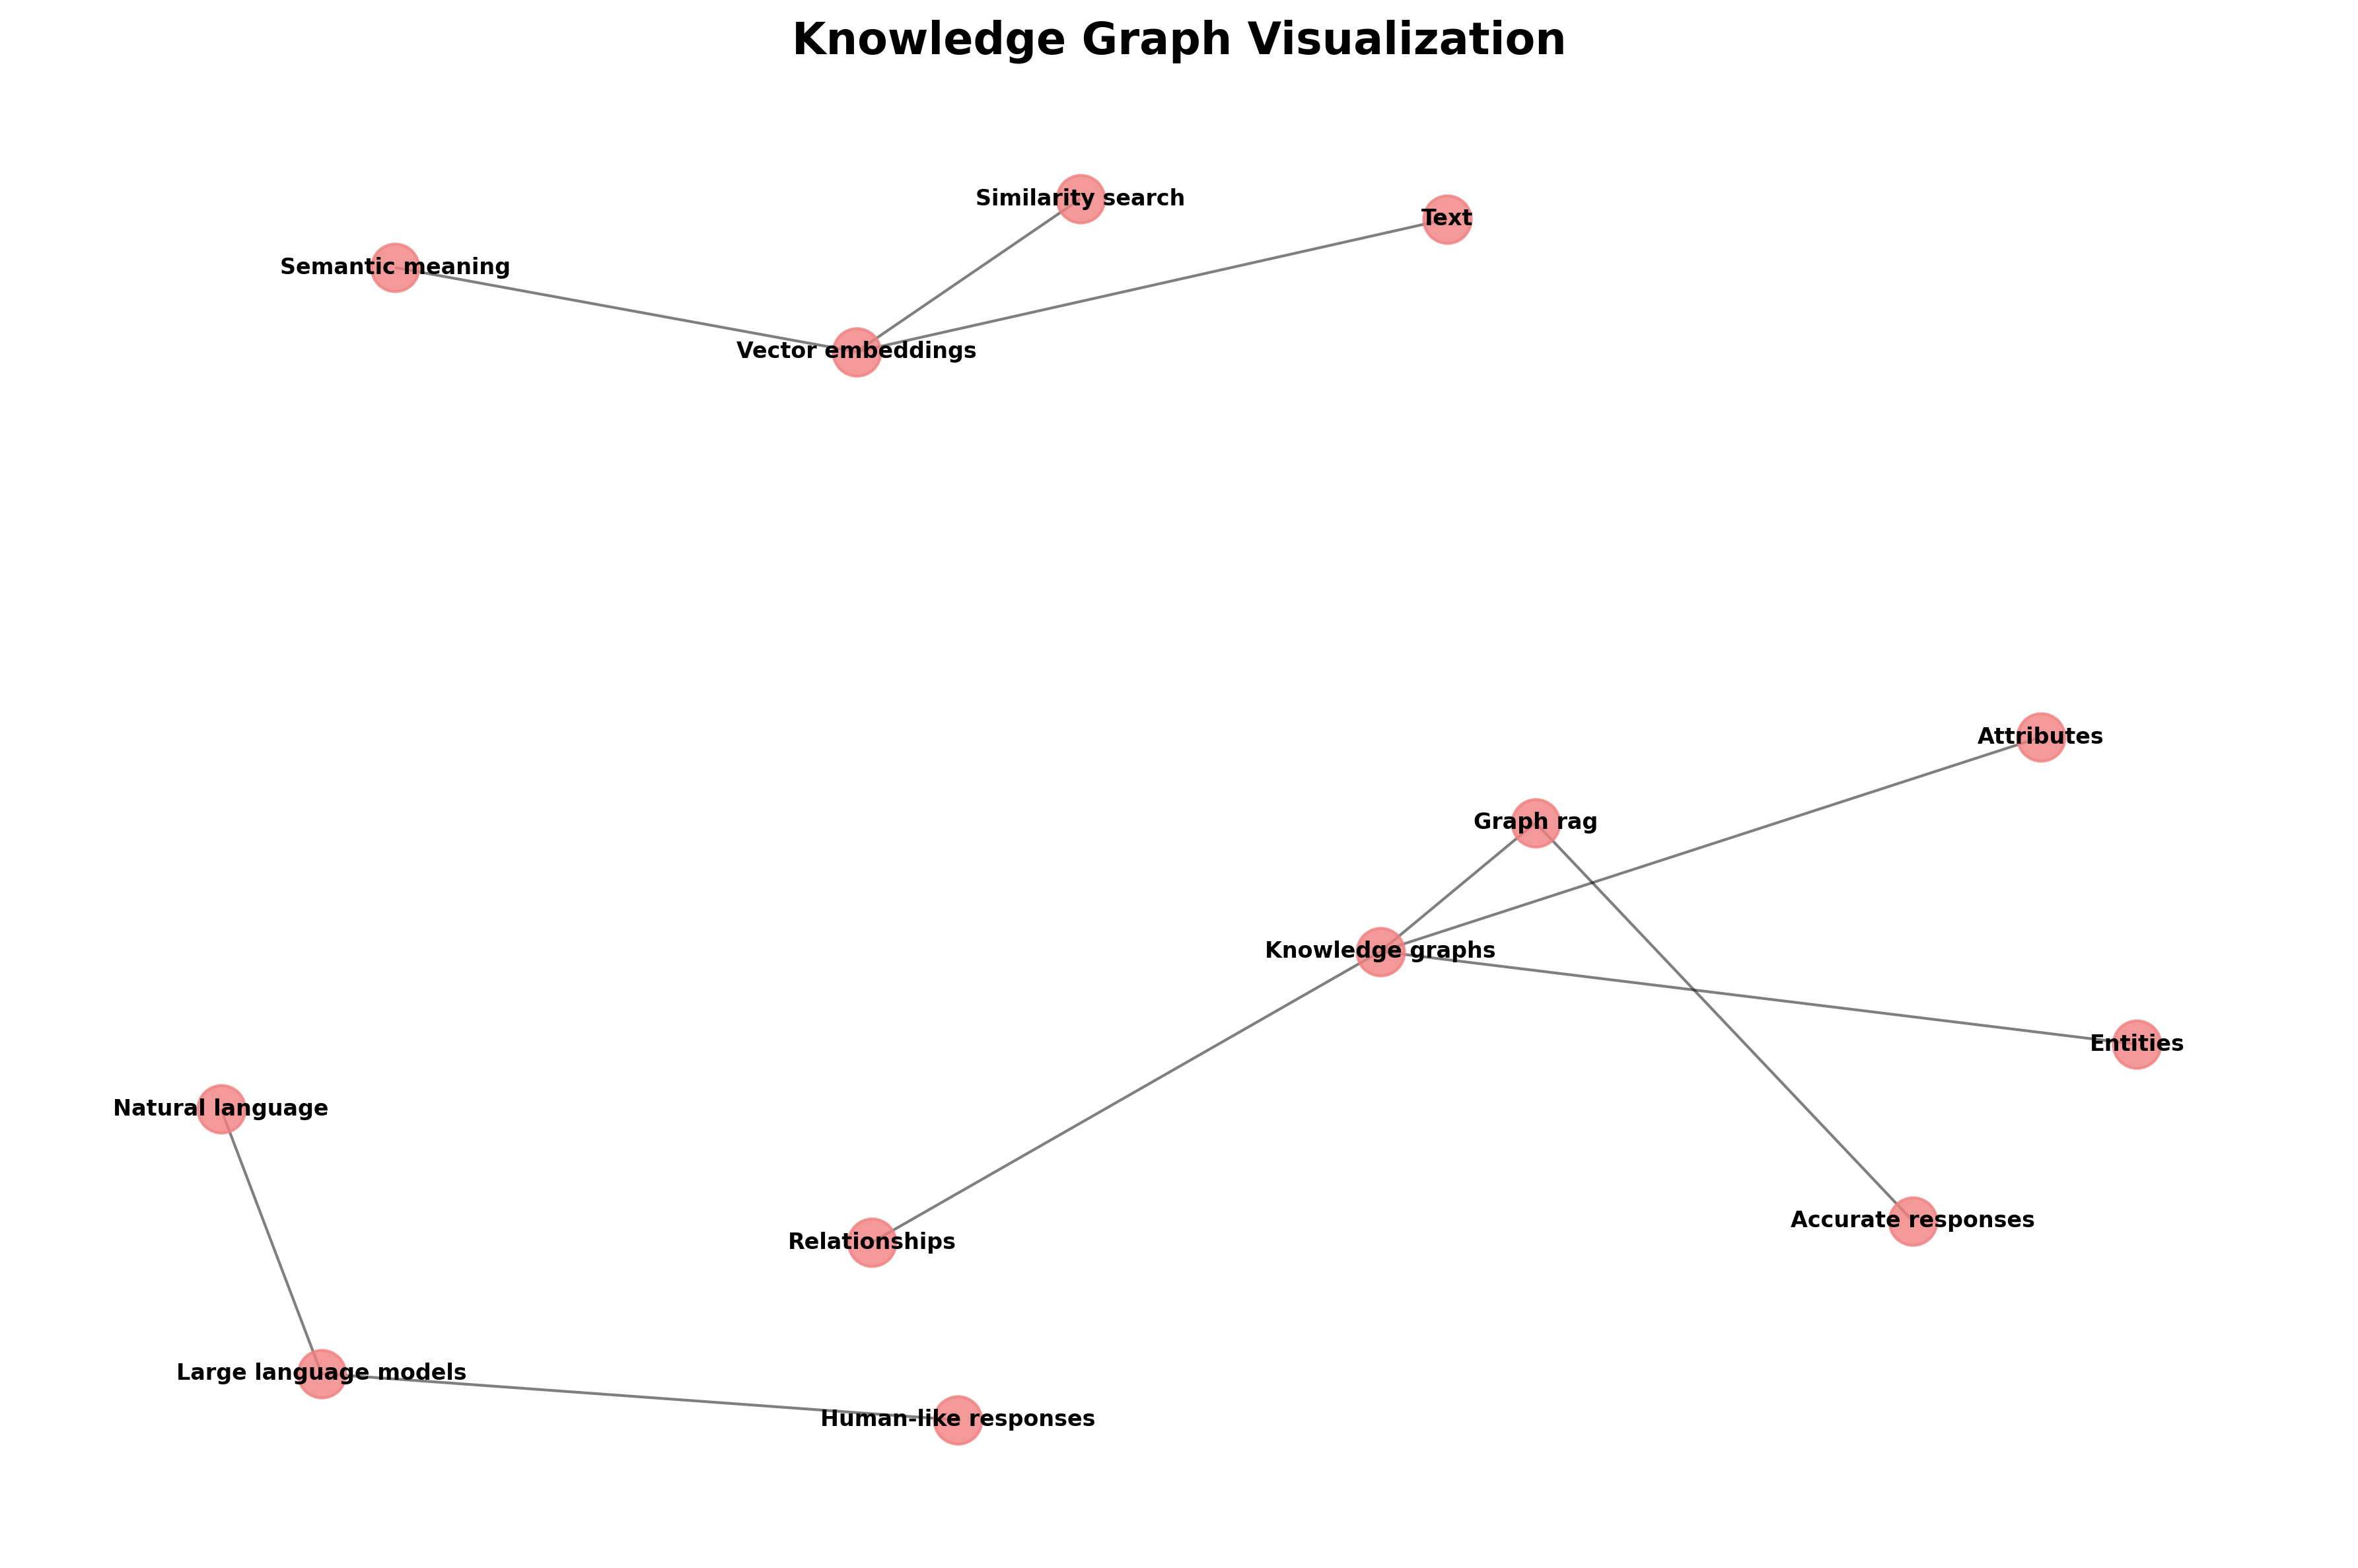 Knowledge Graph Visualization
Similarity search
Text
Semantic meaning
Vector embeddings
Attributes
Graph rag
Knowledge graphs
Entities
Natural language
Accurate responses
Relationships
Large language models
Human-like responses